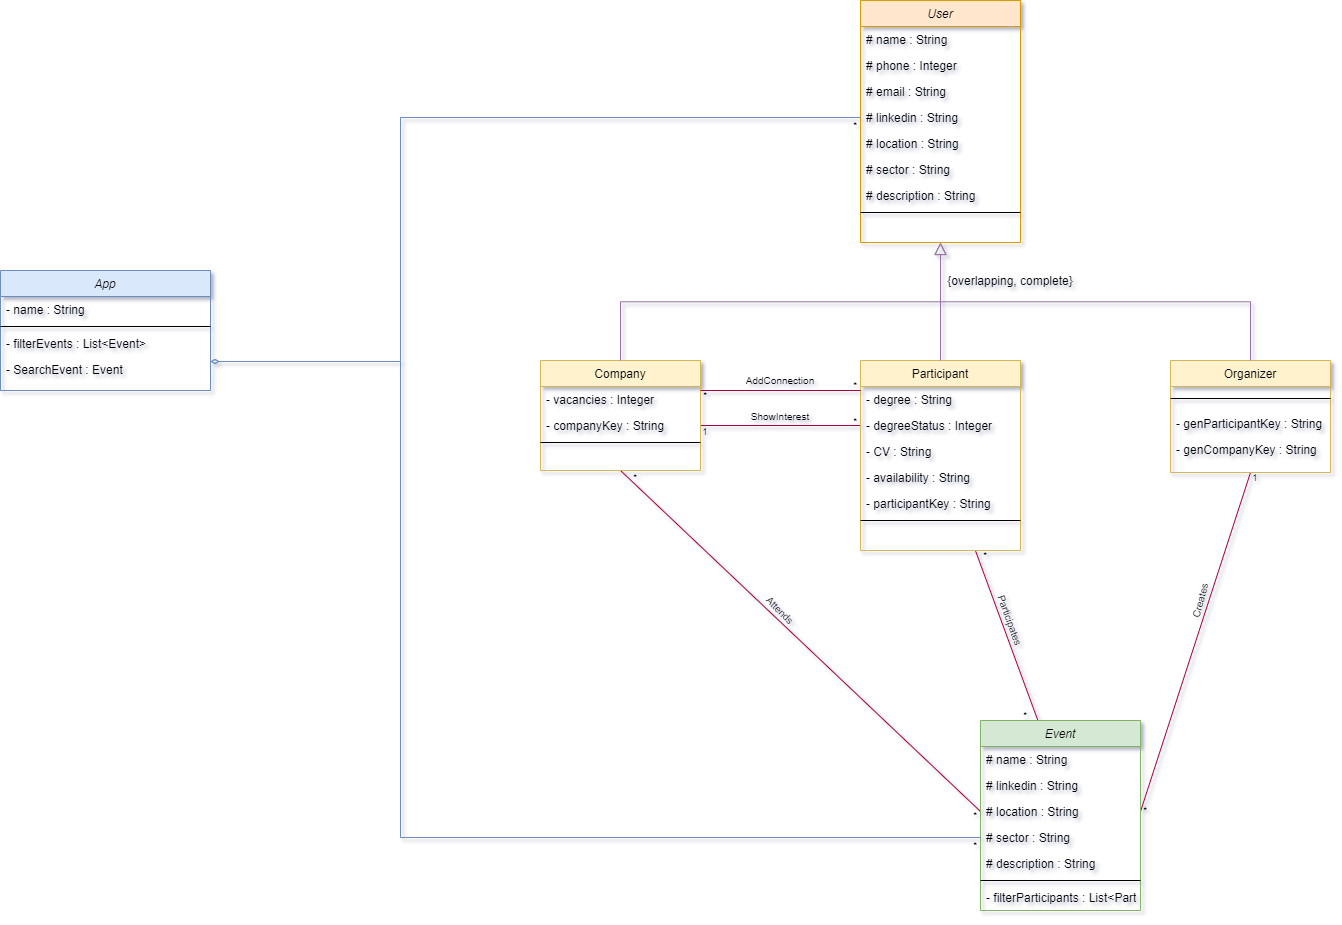 User
# name : String
# phone : Integer
# email : String
# linkedin : String
# location : String
# sector : String
# description : String
*
App
- name : String
- filterEvents : List<Event>
- SearchEvent : Event
{overlapping, complete}
Company
- vacancies : Integer
- companyKey : String
AddConnection
*
*
ShowInterest
*
1
Participant
- degree : String
- degreeStatus : Integer
- CV : String
- availability : String
- participantKey : String
Organizer
- genParticipantKey : String
- genCompanyKey : String
*
1
*
Attends
Participates
Creates
*
Event
# name : String
# linkedin : String
# location : String
# sector : String
# description : String
- filterParticipants : List<Part
*
*
*